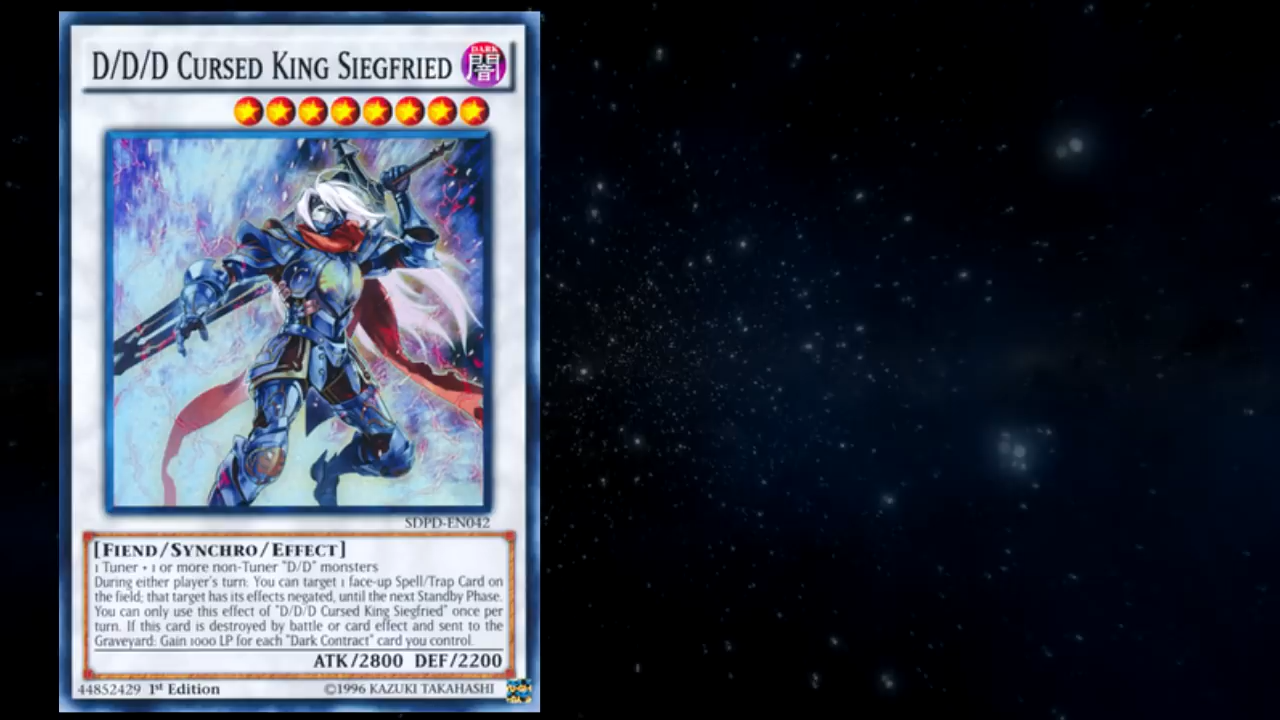 D/D/D CURSED KING SIEGFRIED
DARK
闇
SDPD-EN042
[FIEND/SYNCHRO/EFFECT]
1 Tuner + 1 or more non-Tuner "D/D" monsters
During either player's turn: You can target 1 face-up Spell/Trap Card on
the field; that target has its effects negated, until the next Standby Phase.
You can only use this effect of "D/D/D Cursed King Siegfried" once per
turn. If this card is destroyed by battle or card effect and sent to the
Graveyard: Gain 1000 LP for each "Dark Contract" card you control.
ATK/2800 DEF/2200
44852429 1st Edition ©1996 KAZUKI TAKAHASHI